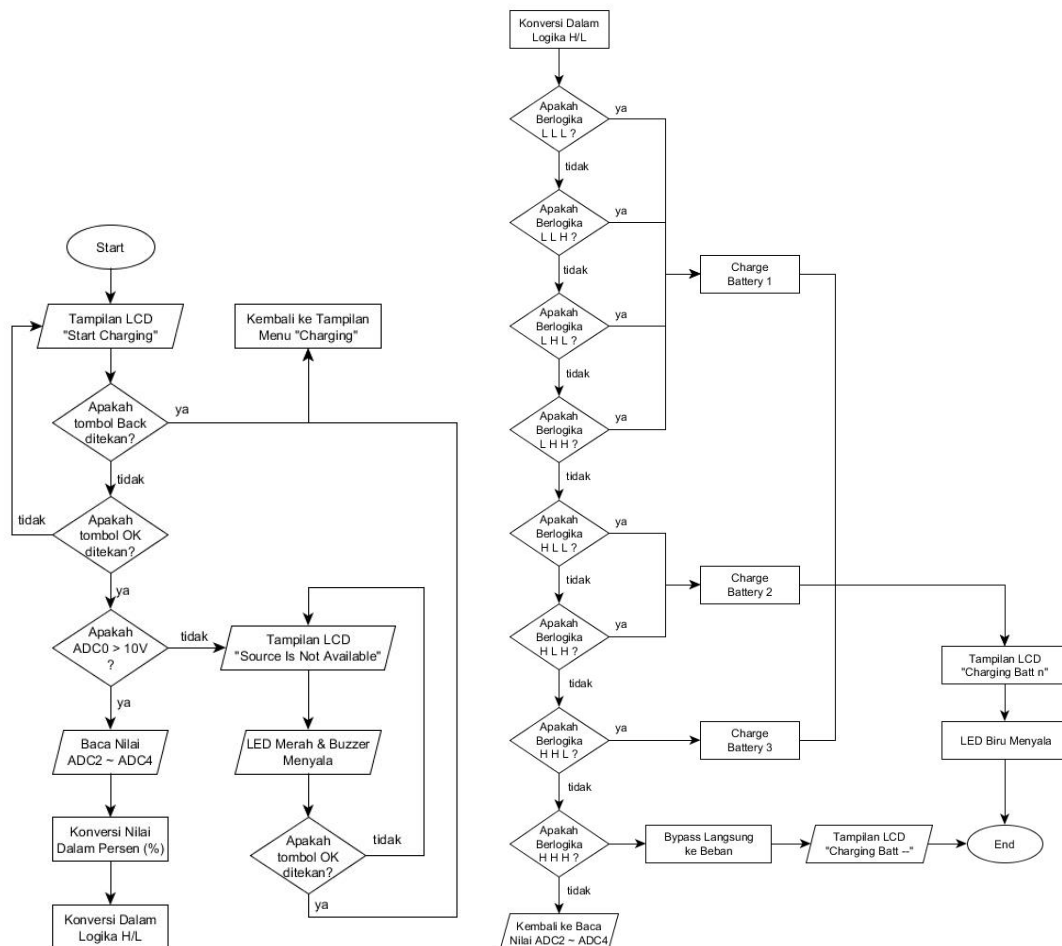 Start
Tampilan LCD
"Start Charging"
Kembali ke Tampilan
Menu "Charging"
Apakah
tombol Back
ditekan?
ya
tidak
Apakah
tombol OK
ditekan?
tidak
ya
Apakah
ADC0 > 10V
?
tidak
Tampilan LCD
"Source Is Not Available"
ya
Baca Nilai
ADC2 ~ ADC4
LED Merah & Buzzer
Menyala
Konversi Nilai
Dalam Persen (%)
Apakah
tombol OK
ditekan?
tidak
ya
Konversi Dalam
Logika H/L
Konversi Dalam
Logika H/L
Apakah
Berlogika
L L L ?
ya
tidak
Apakah
Berlogika
L L H ?
ya
tidak
Charge
Battery 1
Apakah
Berlogika
L H L ?
ya
tidak
Apakah
Berlogika
L H H ?
ya
tidak
Apakah
Berlogika
H L L ?
ya
tidak
Charge
Battery 2
Apakah
Berlogika
H L H ?
ya
tidak
Tampilan LCD
"Charging Batt n"
Apakah
Berlogika
H H L ?
ya
Charge
Battery 3
LED Biru Menyala
tidak
Apakah
Berlogika
H H H ?
Bypass Langsung
ke Beban
Tampilan LCD
"Charging Batt --"
End
tidak
Kembali ke Baca
Nilai ADC2 ~ ADC4